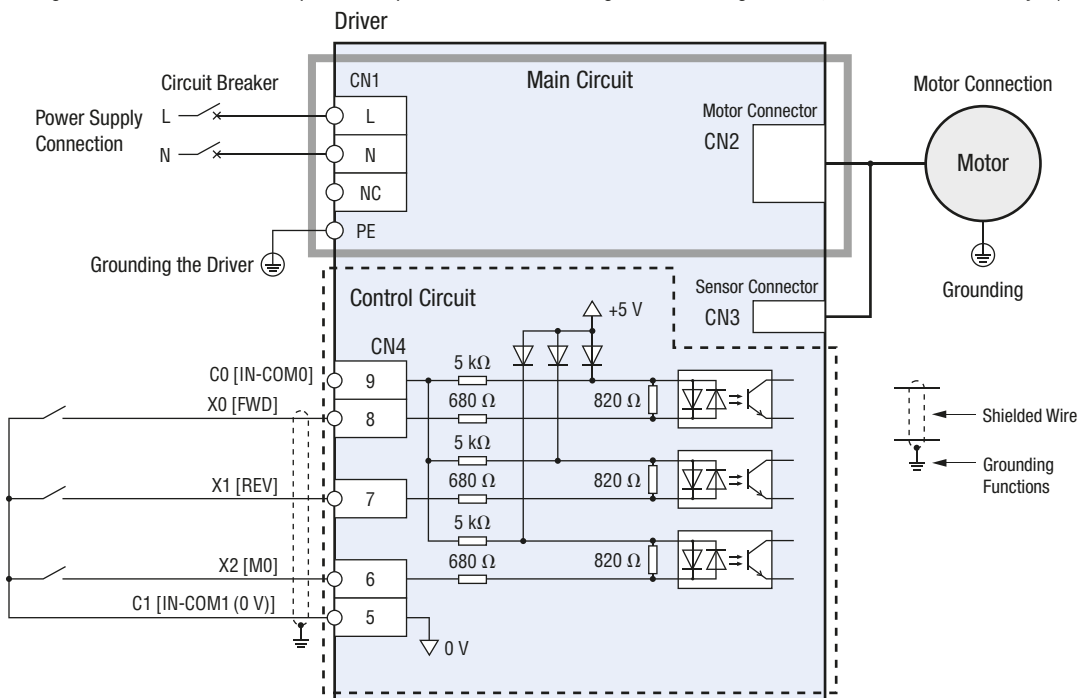 Driver
Main Circuit
Circuit Breaker
CN1
Power Supply
Connection
L
N
L
N
NC
PE
Grounding the Driver
Motor Connector
CN2
Motor Connection
Motor
Grounding
Sensor Connector
CN3
Control Circuit
+5 V
CN4
C0 [IN-COM0]
9
5 kΩ
X0 [FWD]
8
680 Ω
820 Ω
5 kΩ
X1 [REV]
7
680 Ω
820 Ω
5 kΩ
X2 [M0]
6
680 Ω
820 Ω
C1 [IN-COM1 (0 V)]
5
0 V
Shielded Wire
Grounding
Functions